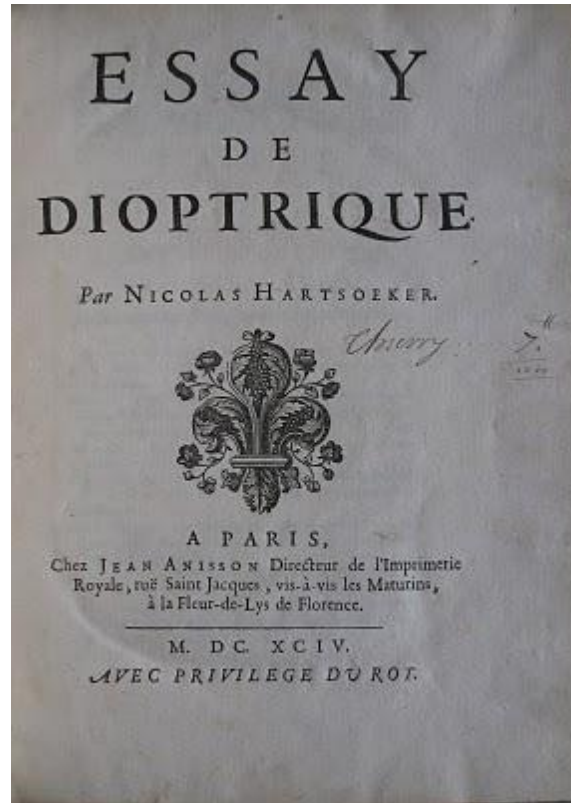 ESSAY
DE
DIOPTRIQUE.
Par NICOLAS HARTSOEKER.
Thierry
A PARIS,
Chez JEAN ANISSON Directeur de l'Imprimerie
Royale, ruë Saint Jacques, vis-à-vis les Maturins,
à la Fleur-de-Lys de Florence.
M. DC. XCIV.
AVEC PRIVILEGE DU ROY.